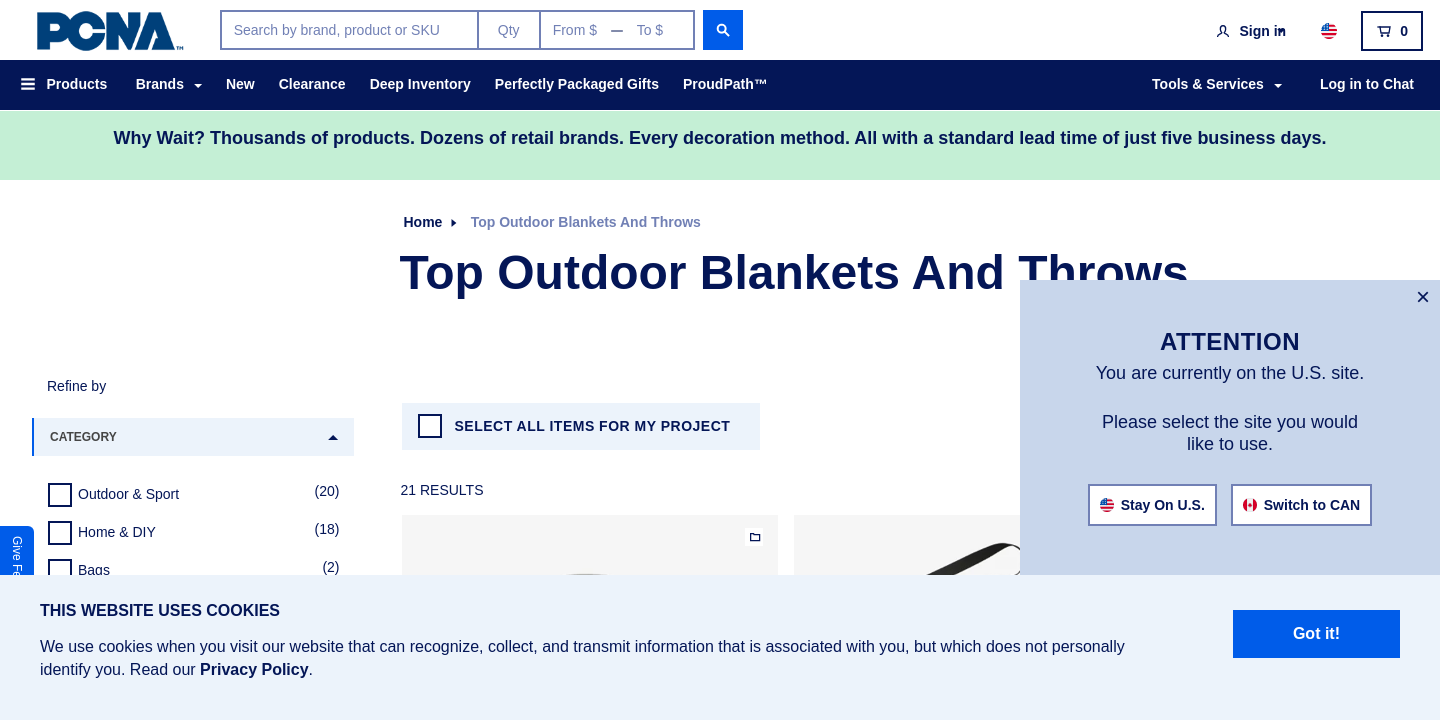 PCNA™
Search by brand, product or SKU Qty From $ — To $
Sign in
0
Products Brands New Clearance Deep Inventory Perfectly Packaged Gifts ProudPath™ Tools & Services Log in to Chat
Why Wait? Thousands of products. Dozens of retail brands. Every decoration method. All with a standard lead time of just five business days.
Home Top Outdoor Blankets And Throws
Top Outdoor Blankets And Throws
ATTENTION
You are currently on the U.S. site.
Please select the site you would
like to use.
Stay On U.S. Switch to CAN
Refine by
CATEGORY
Outdoor & Sport (20)
Home & DIY (18)
Bags (2)
SELECT ALL ITEMS FOR MY PROJECT
21 RESULTS
Give
THIS WEBSITE USES COOKIES
We use cookies when you visit our website that can recognize, collect, and transmit information that is associated with you, but which does not personally
identify you. Read our Privacy Policy.
Got it!